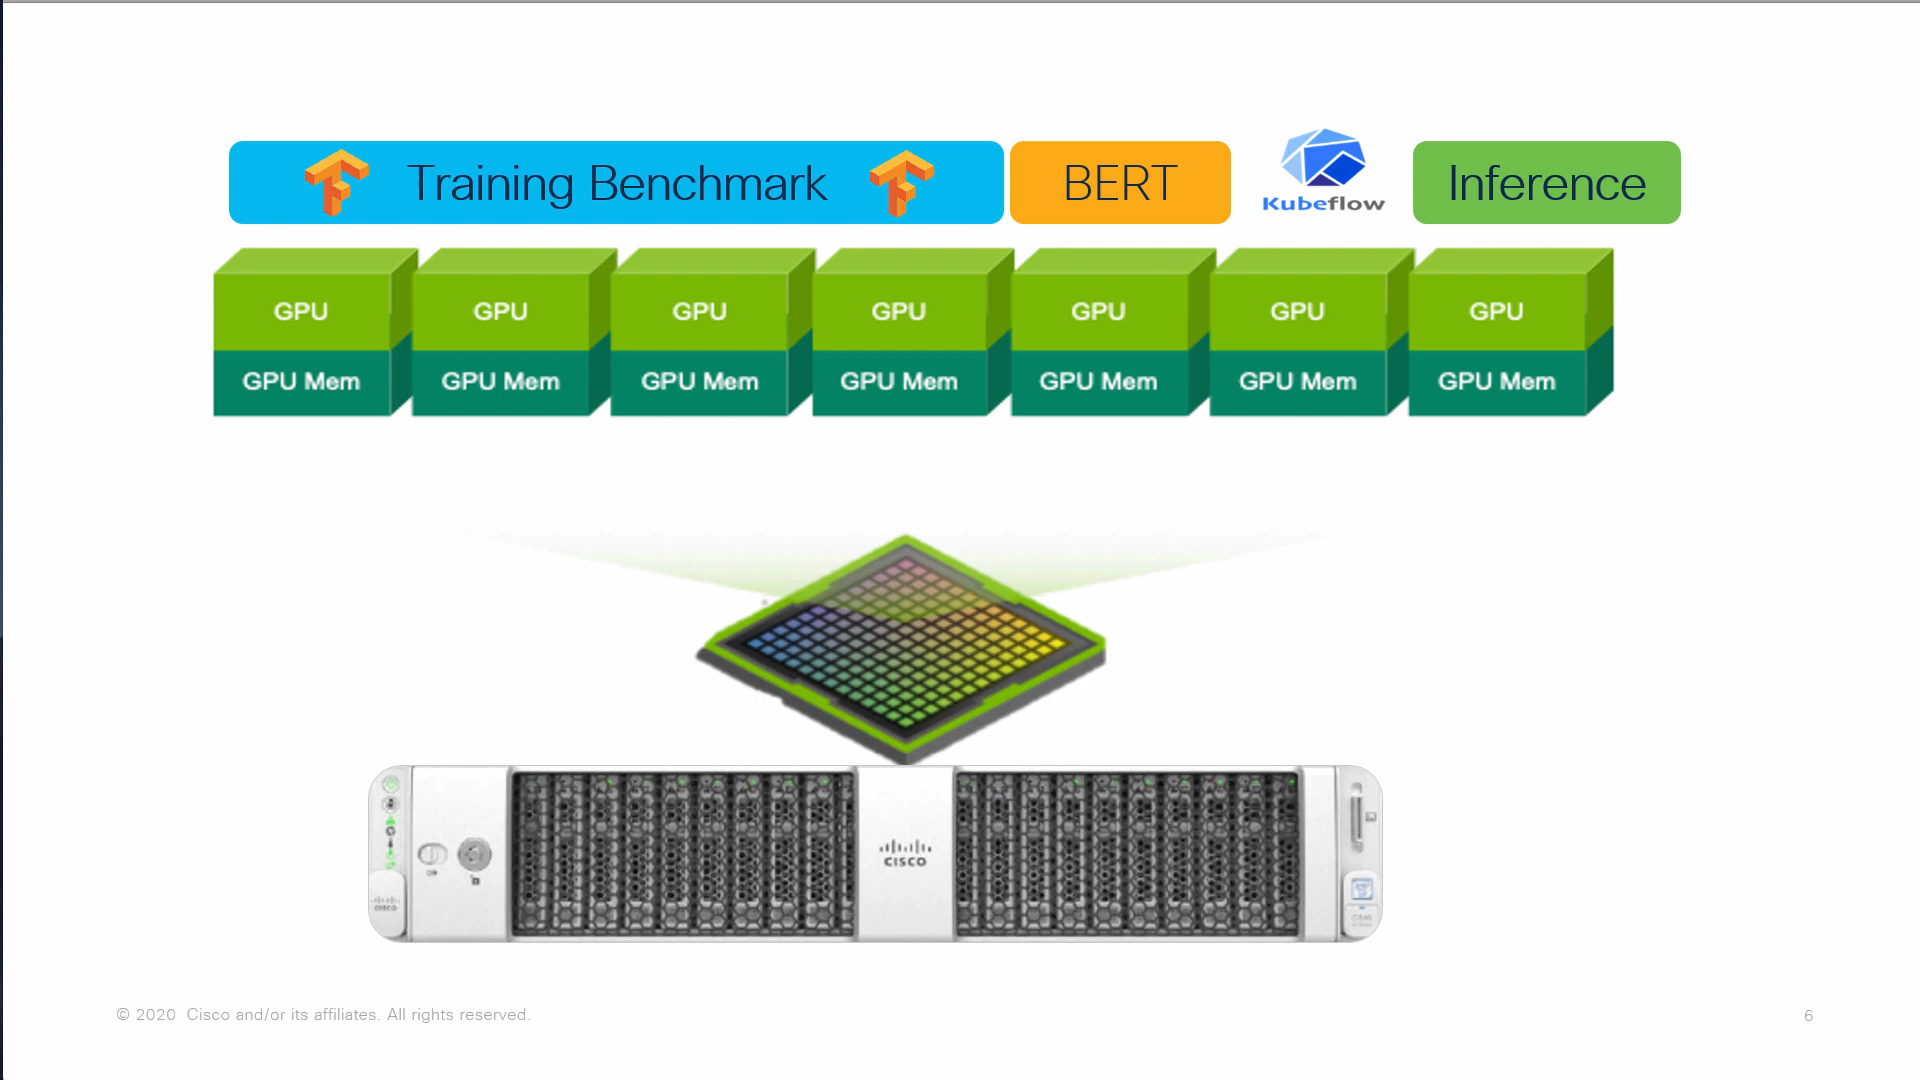 Training Benchmark
BERT
Kubeflow
Inference
GPU GPU GPU GPU GPU GPU GPU
GPU Mem GPU Mem GPU Mem GPU Mem GPU Mem GPU Mem GPU Mem
CISCO
CISCO
© 2020 Cisco and/or its affiliates. All rights reserved.
6